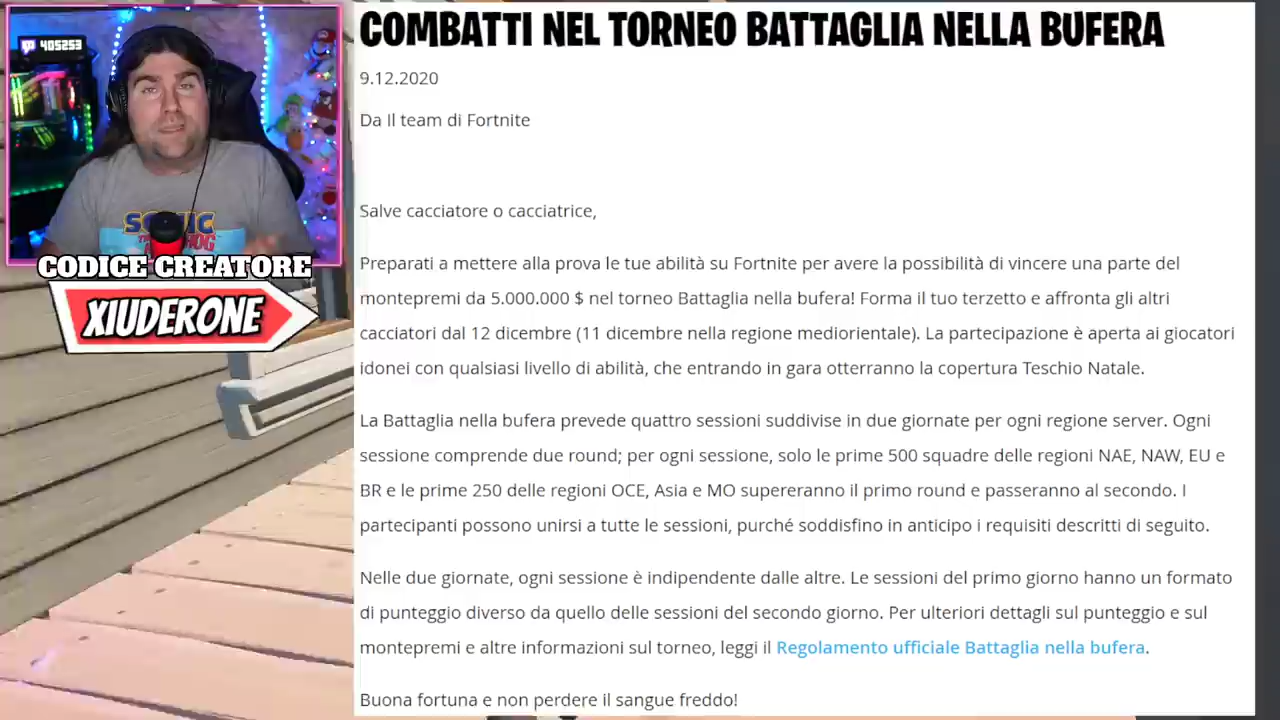 405253
SONIC
CODICE CREATORE
XIUDERONE
COMBATTI NEL TORNEO BATTAGLIA NELLA BUFERA
9.12.2020
Da Il team di Fortnite
Salve cacciatore o cacciatrice,
Preparati a mettere alla prova le tue abilità su Fortnite per avere la possibilità di vincere una parte del
montepremi da 5.000.000 $ nel torneo Battaglia nella bufera! Forma il tuo terzetto e affronta gli altri
cacciatori dal 12 dicembre (11 dicembre nella regione mediorientale). La partecipazione è aperta ai giocatori
idonei con qualsiasi livello di abilità, che entrando in gara otterranno la copertura Teschio Natale.
La Battaglia nella bufera prevede quattro sessioni suddivise in due giornate per ogni regione server. Ogni
sessione comprende due round; per ogni sessione, solo le prime 500 squadre delle regioni NAE, NAW, EU e
BR e le prime 250 delle regioni OCE, Asia e MO supereranno il primo round e passeranno al secondo. I
partecipanti possono unirsi a tutte le sessioni, purché soddisfino in anticipo i requisiti descritti di seguito.
Nelle due giornate, ogni sessione è indipendente dalle altre. Le sessioni del primo giorno hanno un formato
di punteggio diverso da quello delle sessioni del secondo giorno. Per ulteriori dettagli sul punteggio e sul
montepremi e altre informazioni sul torneo, leggi il Regolamento ufficiale Battaglia nella bufera.
Buona fortuna e non perdere il sangue freddo!